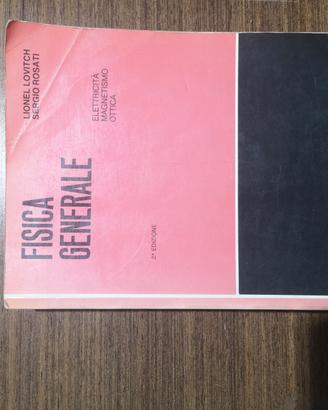 LIONEL LOVITCH
SERGIO ROSATI
ELETTRICITÀ
MAGNETISMO
OTTICA
FISICA
GENERALE
2ª EDIZIONE